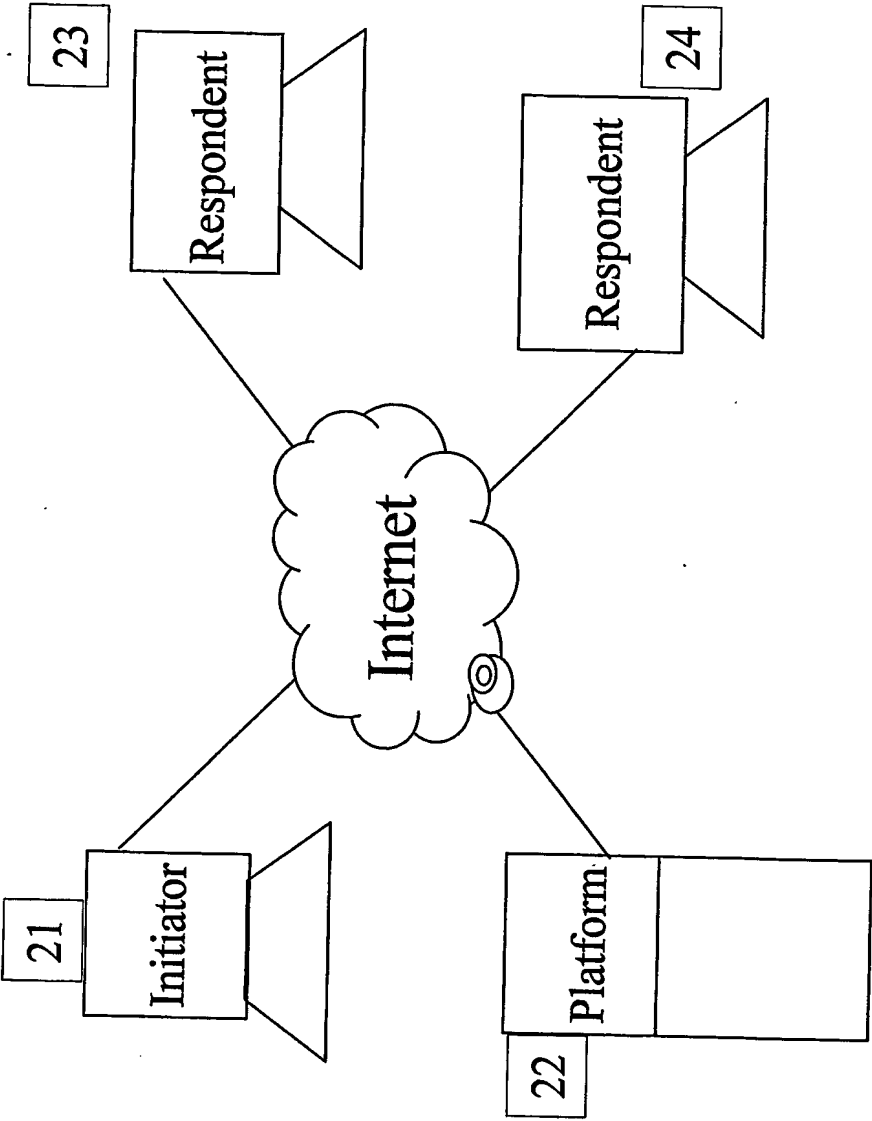 23
Respondent
24
Respondent
Internet
21
Initiator
22
Platform